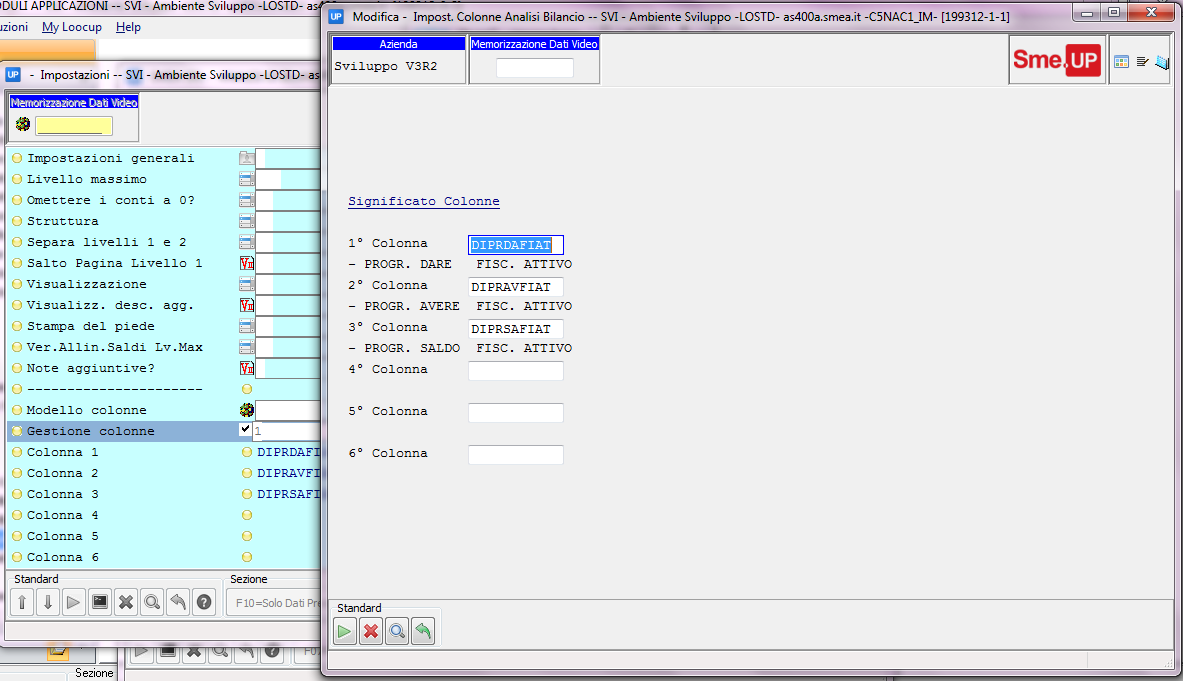 ODULI APPLICAZIONI -- SVI - Ambiente Sviluppo -LOSTD- as400a
zioni My Loocup Help
- Impostazioni -- SVI - Ambiente Sviluppo -LOSTD- as
Memorizzazione Dati Video
Impostazioni generali
Livello massimo
Omettere i conti a 0?
Struttura
Separa livelli 1 e 2
Salto Pagina Livello 1
Visualizzazione
Visualizz. desc. agg.
Stampa del piede
Ver.Allin.Saldi Lv.Max
Note aggiuntive?
----------------------
Modello colonne
Gestione colonne 1
Colonna 1 DIPRDAFI
Colonna 2 DIPRAVFI
Colonna 3 DIPRSAFI
Colonna 4
Colonna 5
Colonna 6
Standard Sezione
F10=Solo Dati Pre
Sezione
UP Modifica - Impost. Colonne Analisi Bilancio -- SVI - Ambiente Sviluppo -LOSTD- as400a.smea.it -C5NAC1_IM- [199312-1-1]
Azienda
Sviluppo V3R2
Memorizzazione Dati Video
Sme.UP
Significato Colonne
1° Colonna DIPRDAFIAT
- PROGR. DARE FISC. ATTIVO
2° Colonna DIPRAVFIAT
- PROGR. AVERE FISC. ATTIVO
3° Colonna DIPRSAFIAT
- PROGR. SALDO FISC. ATTIVO
4° Colonna
5° Colonna
6° Colonna
Standard